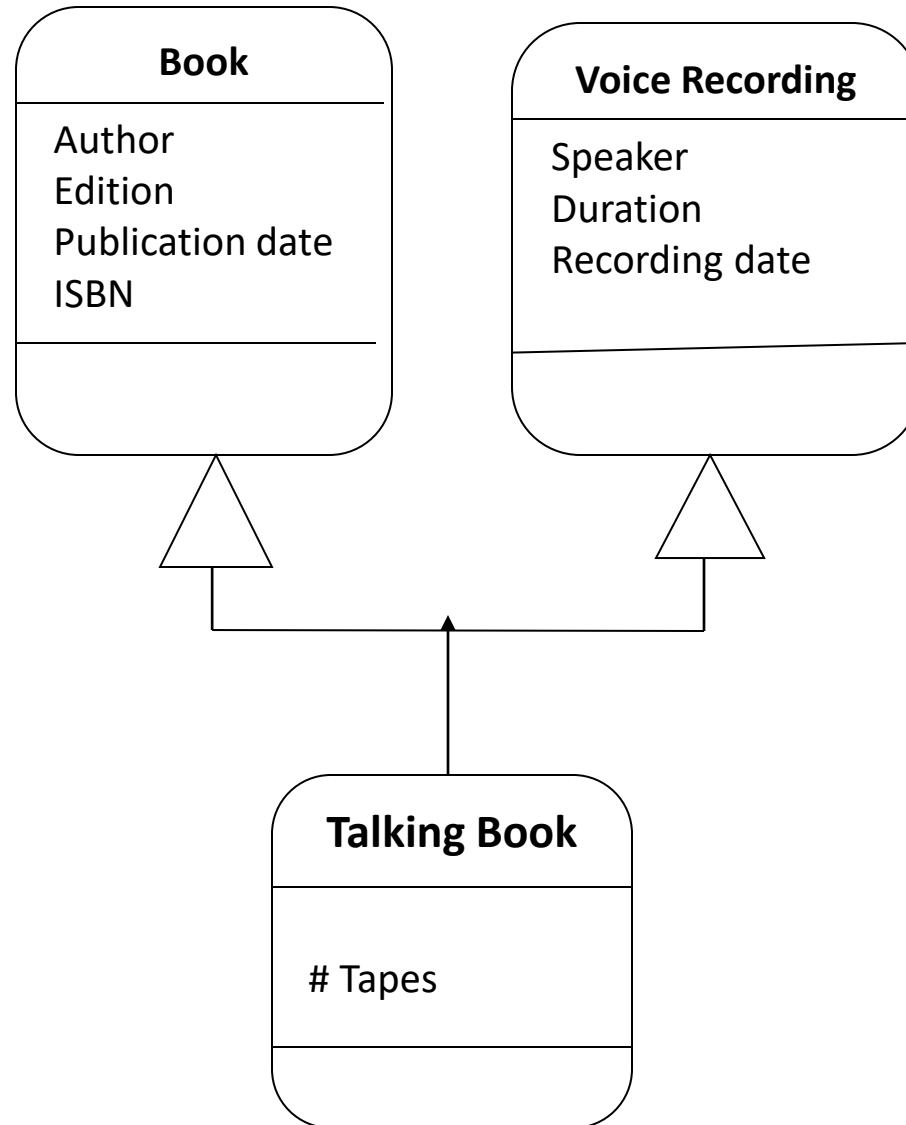 Book
Author
Edition
Publication date
ISBN
Voice Recording
Speaker
Duration
Recording date
Talking Book
# Tapes